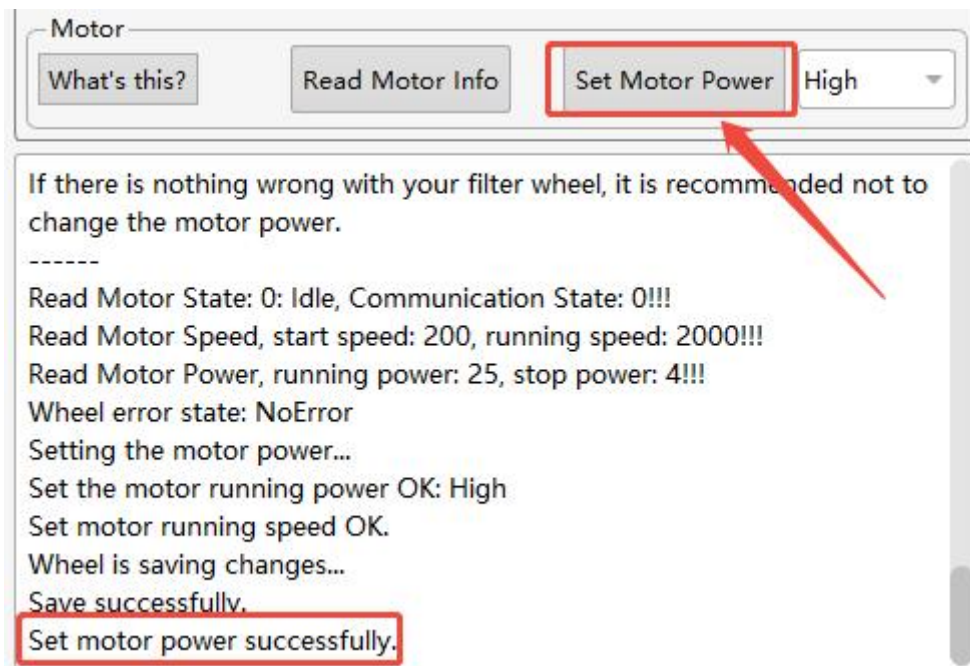 Motor
What's this? Read Motor Info Set Motor Power High
If there is nothing wrong with your filter wheel, it is recommended not to
change the motor power.
------
Read Motor State: 0: Idle, Communication State: 0!!!
Read Motor Speed, start speed: 200, running speed: 2000!!!
Read Motor Power, running power: 25, stop power: 4!!!
Wheel error state: NoError
Setting the motor power...
Set the motor running power OK: High
Set motor running speed OK.
Wheel is saving changes...
Save successfully.
Set motor power successfully.